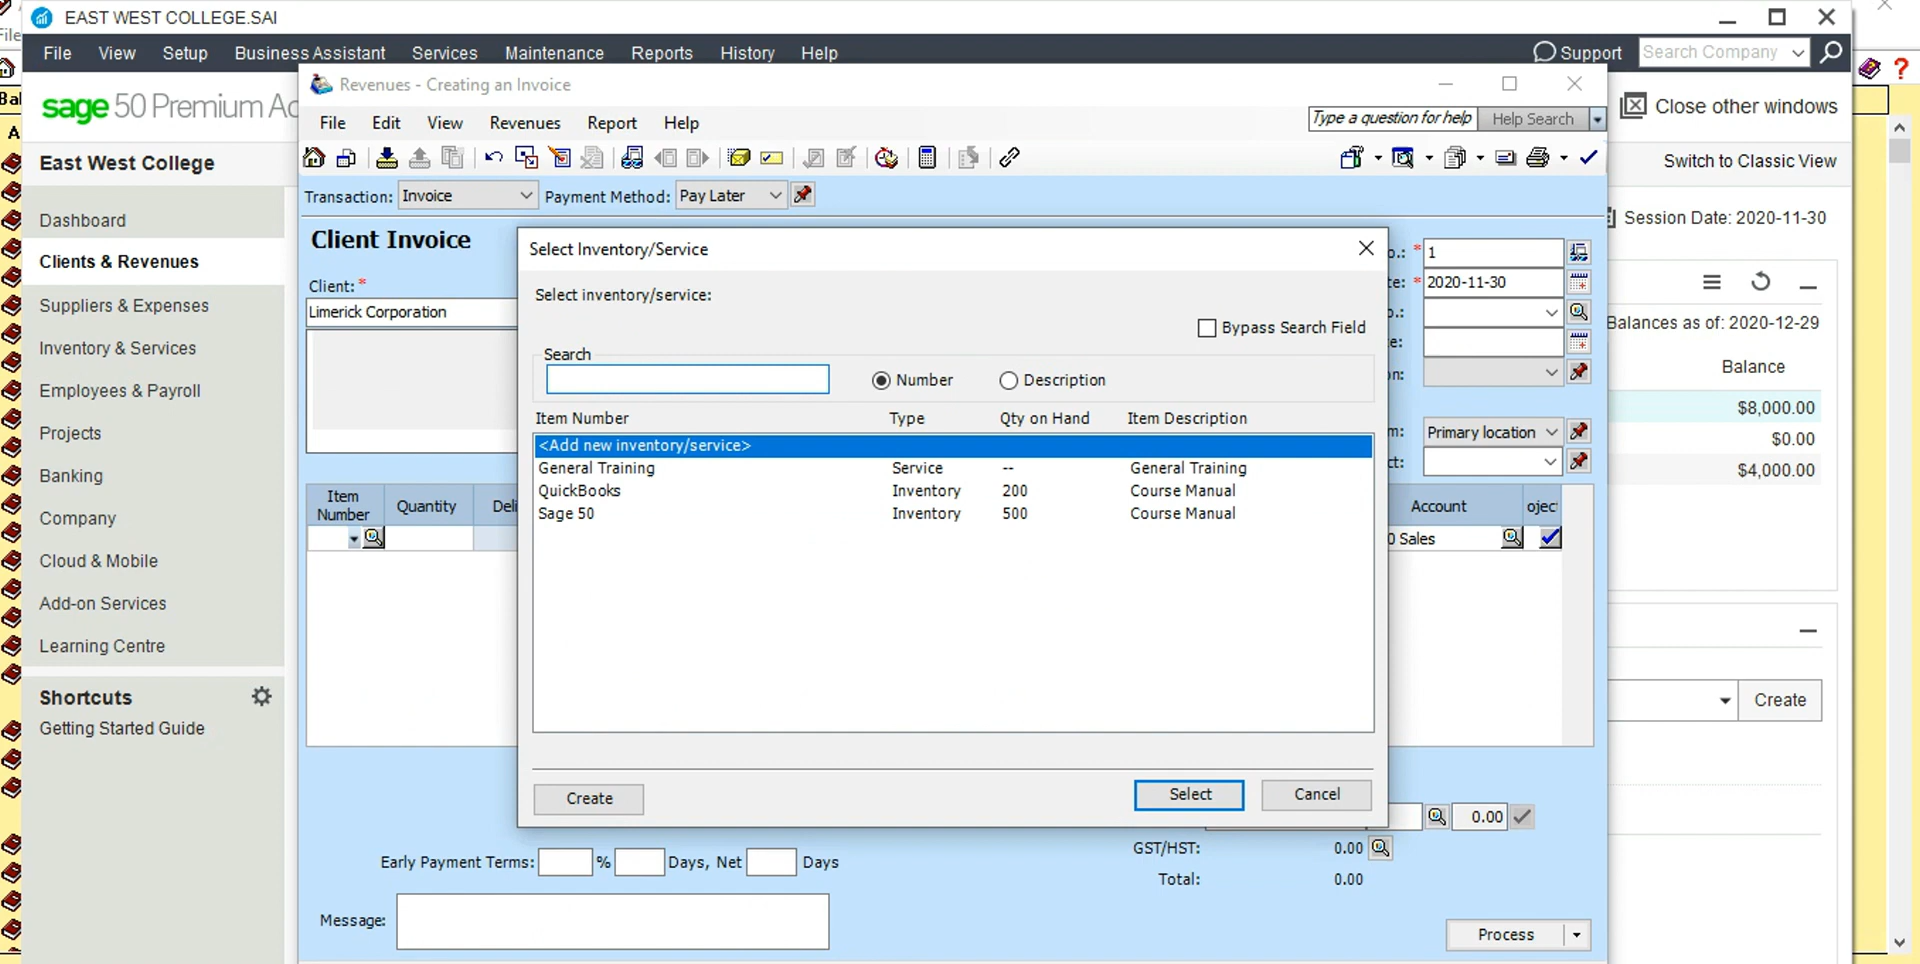 EAST WEST COLLEGE.SAI
File View Setup Business Assistant Services Maintenance Reports History Help Support Search Company
Revenues - Creating an Invoice
sage 50 Premium Ac
Close other windows
File Edit View Revenues Report Help
Type a question for help Help Search
East West College
Switch to Classic View
Transaction: Invoice Payment Method: Pay Later
Dashboard
Session Date: 2020-11-30
Client Invoice
Clients & Revenues
Client: *
Limerick Corporation
Suppliers & Expenses
Inventory & Services
Employees & Payroll
Projects
Banking
Company
Cloud & Mobile
Add-on Services
Learning Centre
Shortcuts
Getting Started Guide
Select Inventory/Service
Select inventory/service:
Bypass Search Field
Search
Number Description
Item Number Type Qty on Hand Item Description
<Add new inventory/service>
General Training Service -- General Training
QuickBooks Inventory 200 Course Manual
Sage 50 Inventory 500 Course Manual
Create Select Cancel
o.: * 1
te: * 2020-11-30
o.:
te:
on:
m: Primary location
ct:
Item Number Quantity Deli
Account ojec
0 Sales
Balances as of: 2020-12-29
Balance
$8,000.00
$0.00
$4,000.00
Create
0.00
GST/HST: 0.00
Total: 0.00
Early Payment Terms: % Days, Net Days
Message:
Process